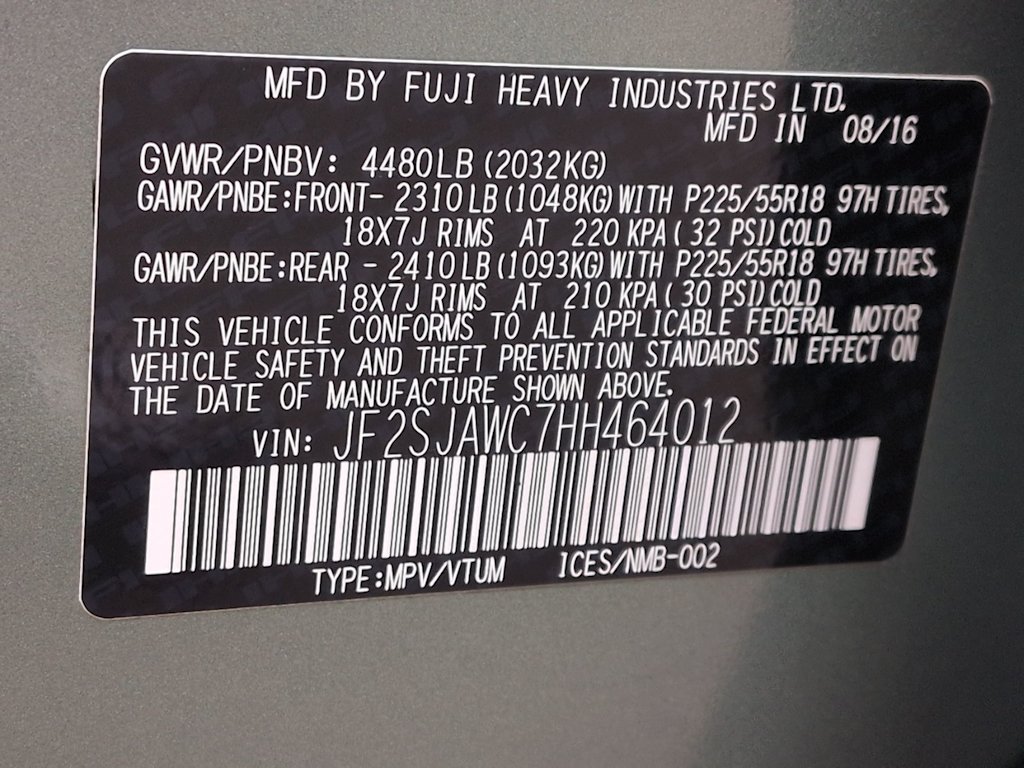 MFD BY FUJI HEAVY INDUSTRIES LTD.
MFD IN 08/16
GVWR/PNBV: 4480LB (2032KG)
GAWR/PNBE:FRONT- 2310LB (1048KG) WITH P225/55R18 97H TIRES,
18X7J RIMS AT 220 KPA ( 32 PSI) COLD
GAWR/PNBE:REAR - 2410LB (1093KG) WITH P225/55R18 97H TIRES,
18X7J RIMS AT 210 KPA ( 30 PSI) COLD
THIS VEHICLE CONFORMS TO ALL APPLICABLE FEDERAL MOTOR
VEHICLE SAFETY AND THEFT PREVENTION STANDARDS IN EFFECT ON
THE DATE OF MANUFACTURE SHOWN ABOVE.
VIN: JF2SJAWC7HH464012
TYPE:MPV/VTUM ICES/NMB-002